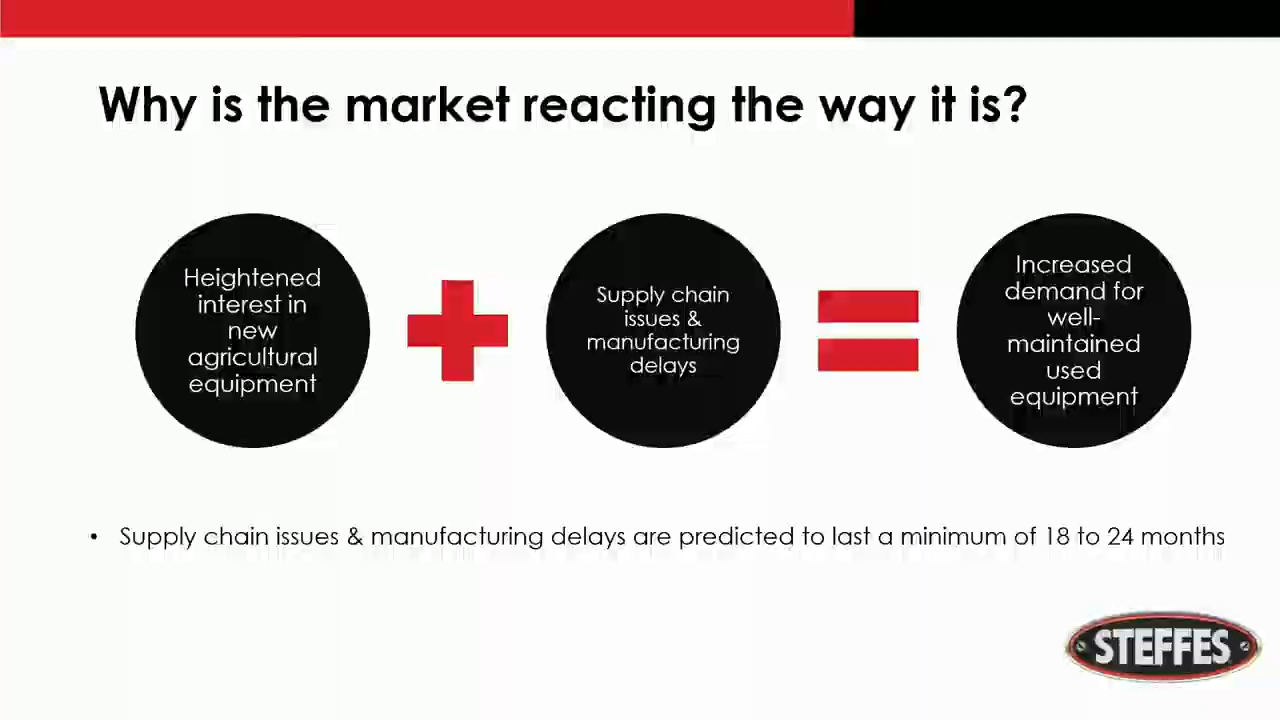 Why is the market reacting the way it is?
Heightened
interest in
new
agricultural
equipment
Supply chain
issues &
manufacturing
delays
Increased
demand for
well-
maintained
used
equipment
• Supply chain issues & manufacturing delays are predicted to last a minimum of 18 to 24 months
STEFFES